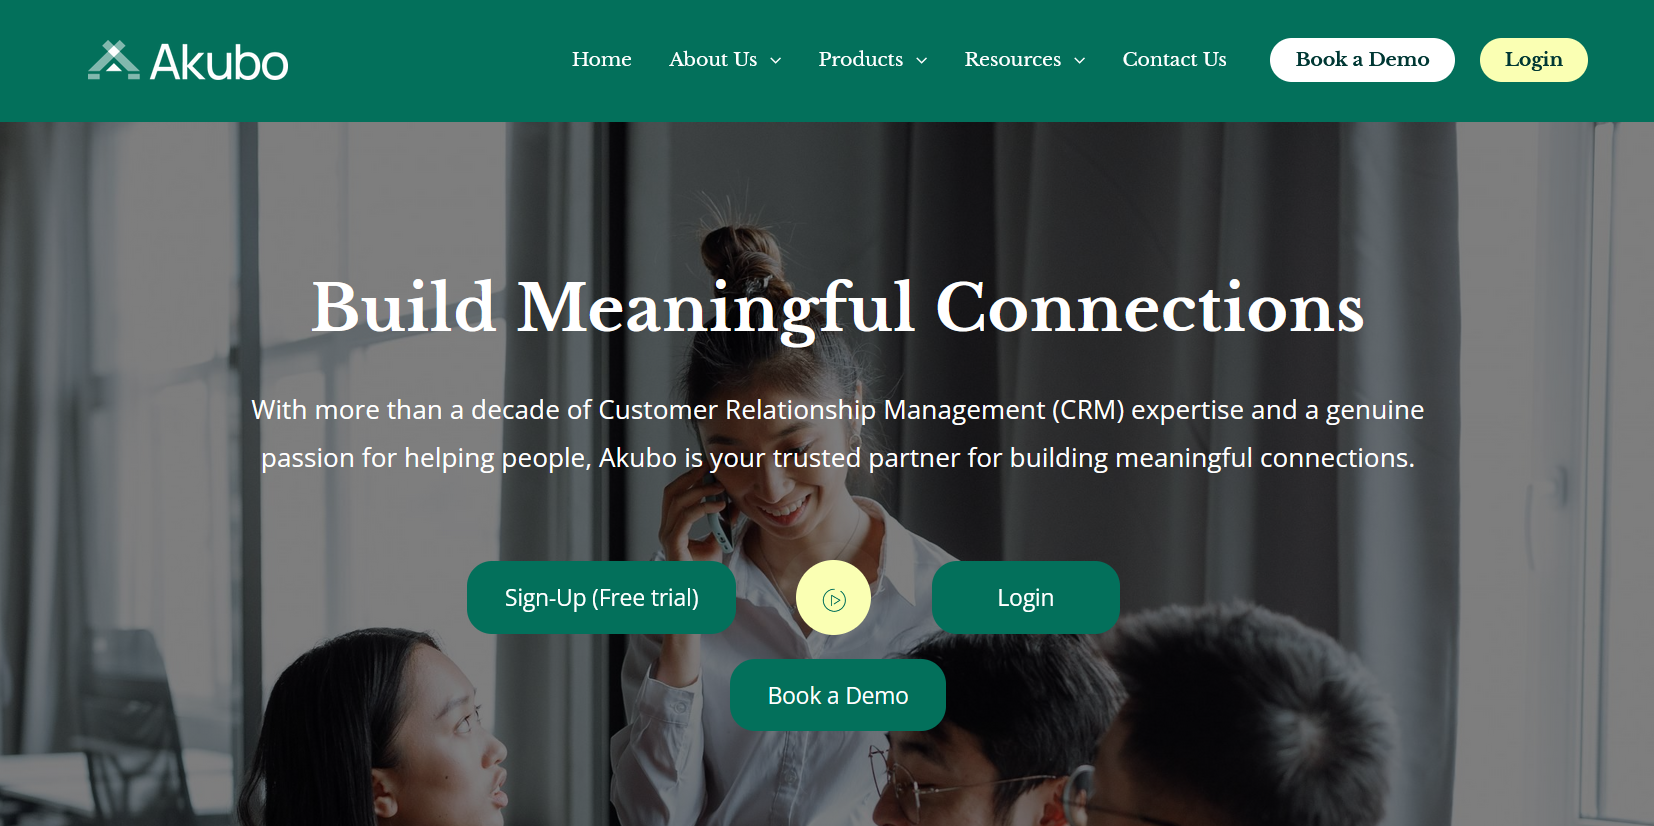 Akubo
Home About Us Products Resources Contact Us Book a Demo Login
Build Meaningful Connections
With more than a decade of Customer Relationship Management (CRM) expertise and a genuine
passion for helping people, Akubo is your trusted partner for building meaningful connections.
Sign-Up (Free trial) Login
Book a Demo